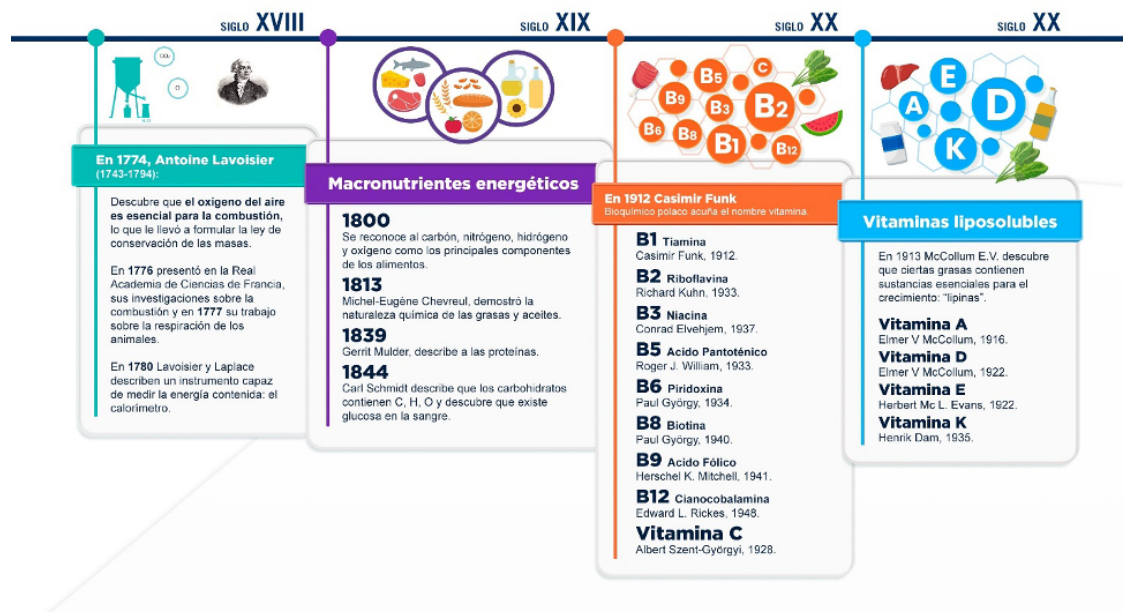 SIGLO XVIII
SIGLO XIX
SIGLO XX
SIGLO XX
En 1774, Antoine Lavoisier
(1743-1794):
Descubre que el oxigeno del aire
es esencial para la combustión,
lo que le llevó a formular la ley de
conservación de las masas.
En 1776 presentó en la Real
Academia de Ciencias de Francia,
sus investigaciones sobre la
combustión y en 1777 su trabajo
sobre la respiración de los
animales.
En 1780 Lavoisier y Laplace
describen un instrumento capaz
de medir la energía contenida: el
calorímetro.
Macronutrientes energéticos
1800
Se reconoce al carbón, nitrógeno, hidrógeno
y oxígeno como los principales componentes
de los alimentos.
1813
Michel-Eugène Chevreul, demostró la
naturaleza química de las grasas y aceites.
1839
Gerrit Mulder, describe a las proteínas.
1844
Carl Schmidt describe que los carbohidratos
contienen C, H, O y descubre que existe
glucosa en la sangre.
B5
C
B9
B3
B2
B6
B8
B1
B12
En 1912 Casimir Funk
Bioquímico polaco acuña el nombre vitamina.
B1 Tiamina
Casimir Funk, 1912.
B2 Riboflavina
Richard Kuhn, 1933.
B3 Niacina
Conrad Elvehjem, 1937.
B5 Acido Pantoténico
Roger J. William, 1933.
B6 Piridoxina
Paul György, 1934.
B8 Biotina
Paul György, 1940.
B9 Acido Fólico
Herschel K. Mitchell, 1941.
B12 Cianocobalamina
Edward L. Rickes, 1948.
Vitamina C
Albert Szent-Györgyi, 1928.
E
A
D
K
Vitaminas liposolubles
En 1913 McCollum E.V. descubre
que ciertas grasas contienen
sustancias esenciales para el
crecimiento: "lipinas".
Vitamina A
Elmer V McCollum, 1916.
Vitamina D
Elmer V McCollum, 1922.
Vitamina E
Herbert Mc L. Evans, 1922.
Vitamina K
Henrik Dam, 1935.